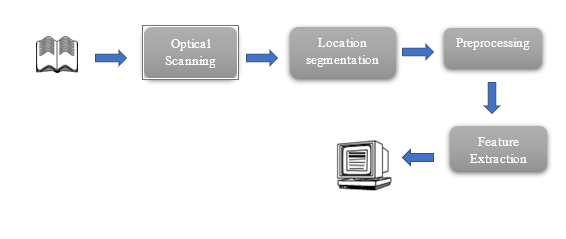 Optical
Scanning
Location
segmentation
Preprocessing
Feature
Extraction